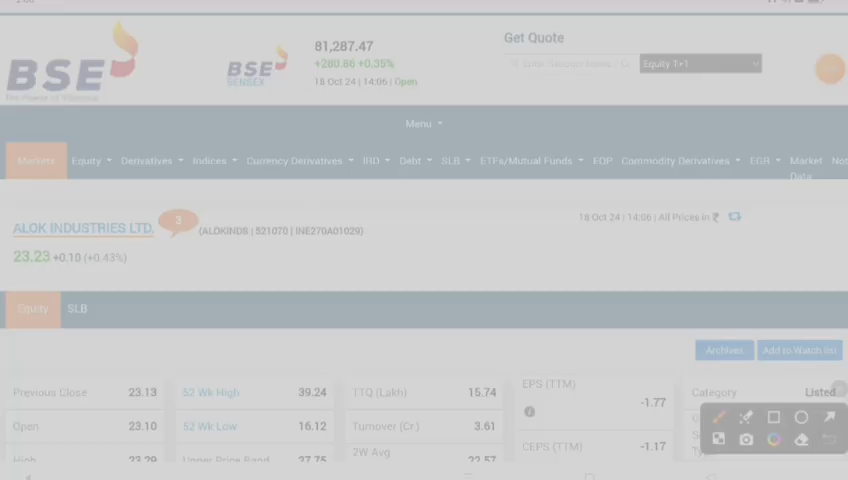 BSE
BSE
SENSEX
81,287.47
+280.86 +0.35%
18 Oct 24 | 14:06 | Open
Get Quote
Equity T+1
Menu
Markets Equity Derivatives Indices Currency Derivatives IRD Debt SLB ETFs/Mutual Funds EOP Commodity Derivatives EGR Market Data Not
ALOK INDUSTRIES LTD. 3 (ALOKINDS | 521070 | INE270A01029)
18 Oct 24 | 14:06 | All Prices in ₹
23.23 +0.10 (+0.43%)
Equity SLB
Archives Add to Watch list
Previous Close 23.13 52 Wk High 39.24 TTQ (Lakh) 15.74 EPS (TTM) -1.77 Category Listed
Open 23.10 52 Wk Low 16.12 Turnover (Cr.) 3.61 CEPS (TTM) -1.17
High 23.29 Upper Price Band 27.75 2W Avg 22.57